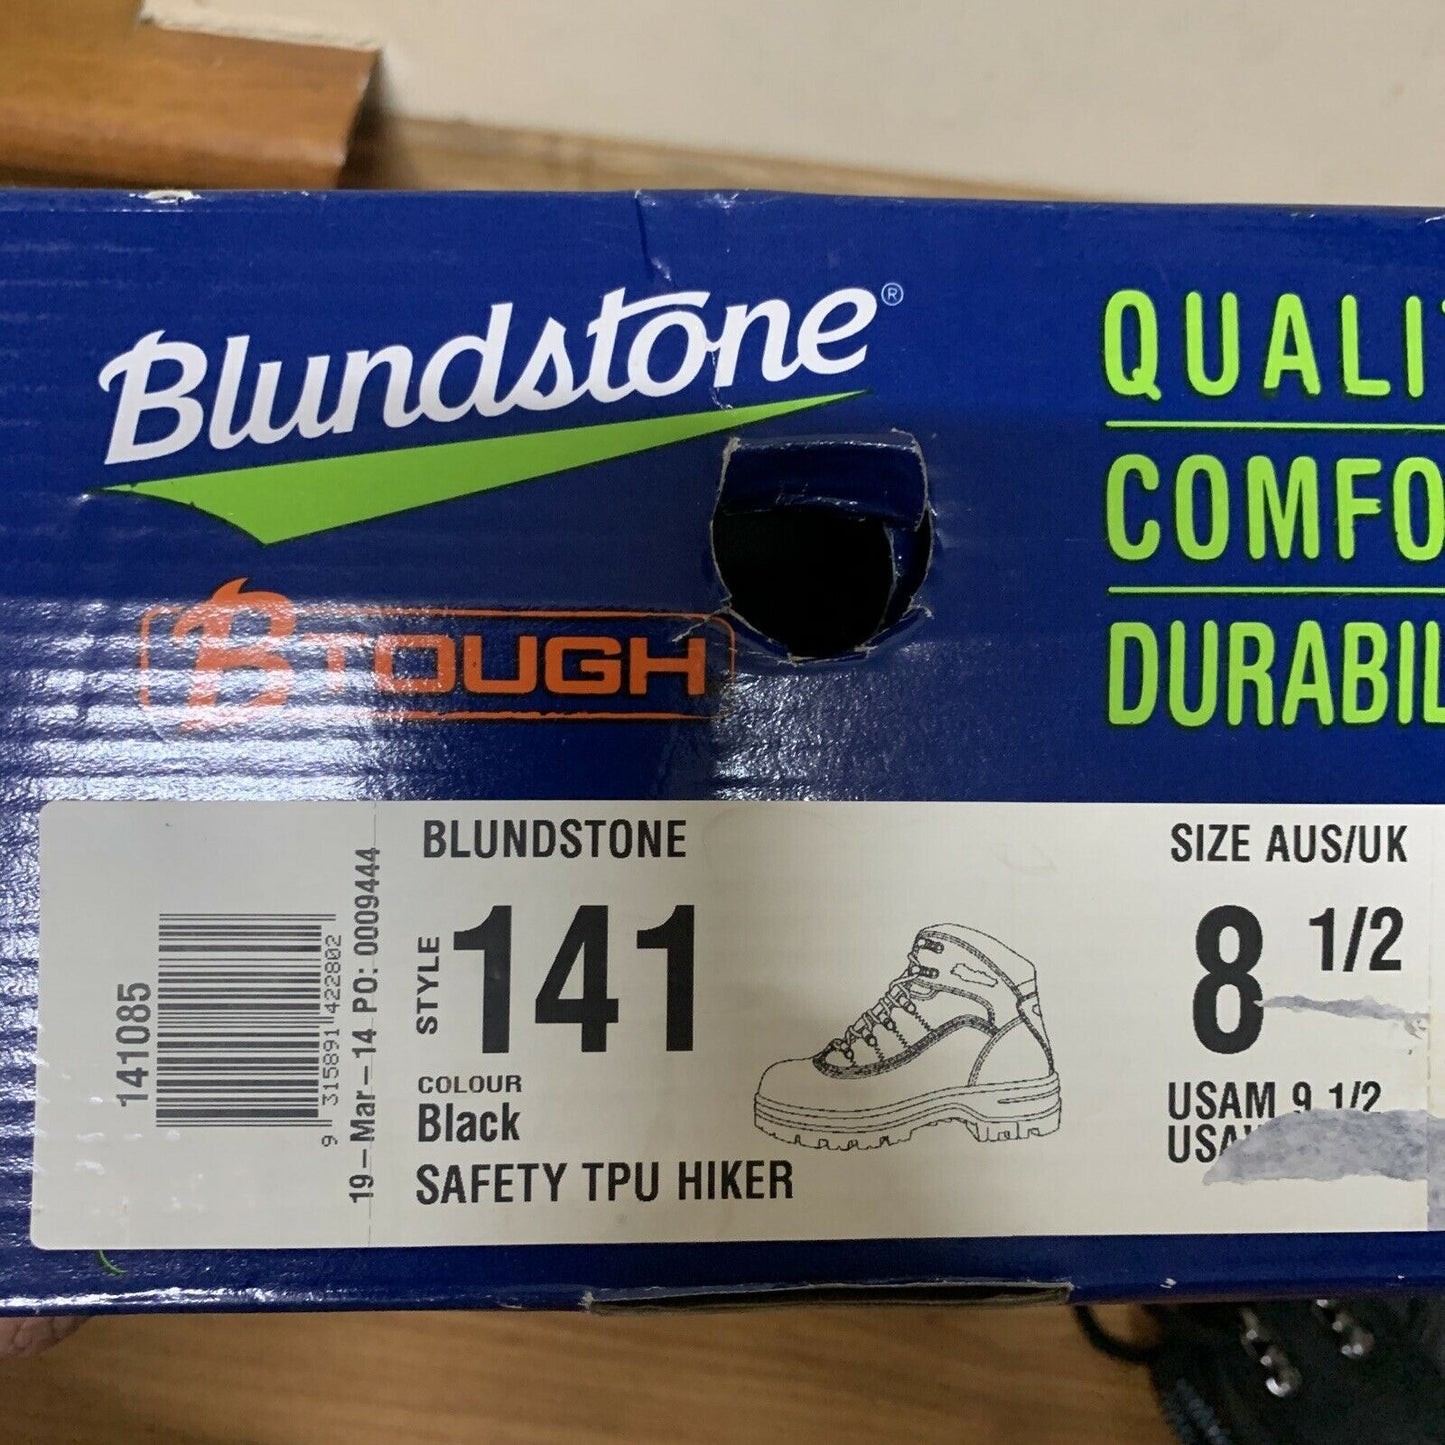 Blundstone®
B TOUGH
QUALI
COMFO
DURABIL
141085
9 315891 422802
19-Mar-14 PO: 0009444
BLUNDSTONE
STYLE 141
COLOUR
Black
SAFETY TPU HIKER
SIZE AUS/UK
8 1/2
USAM 9 1/2